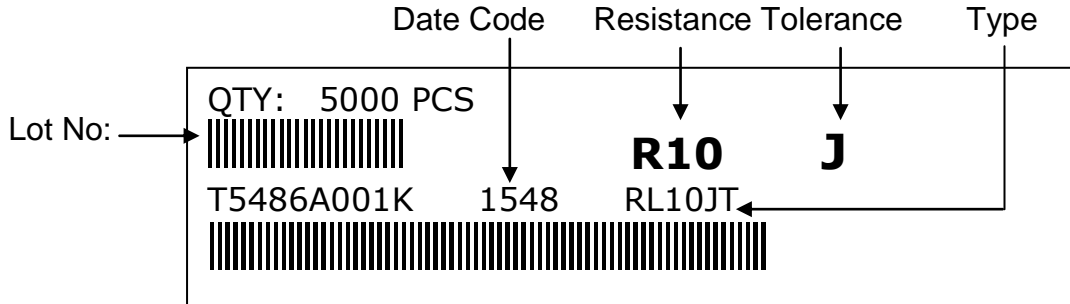 Date Code Resistance Tolerance Type
QTY: 5000 PCS
Lot No:
R10 J
T5486A001K 1548 RL10JT